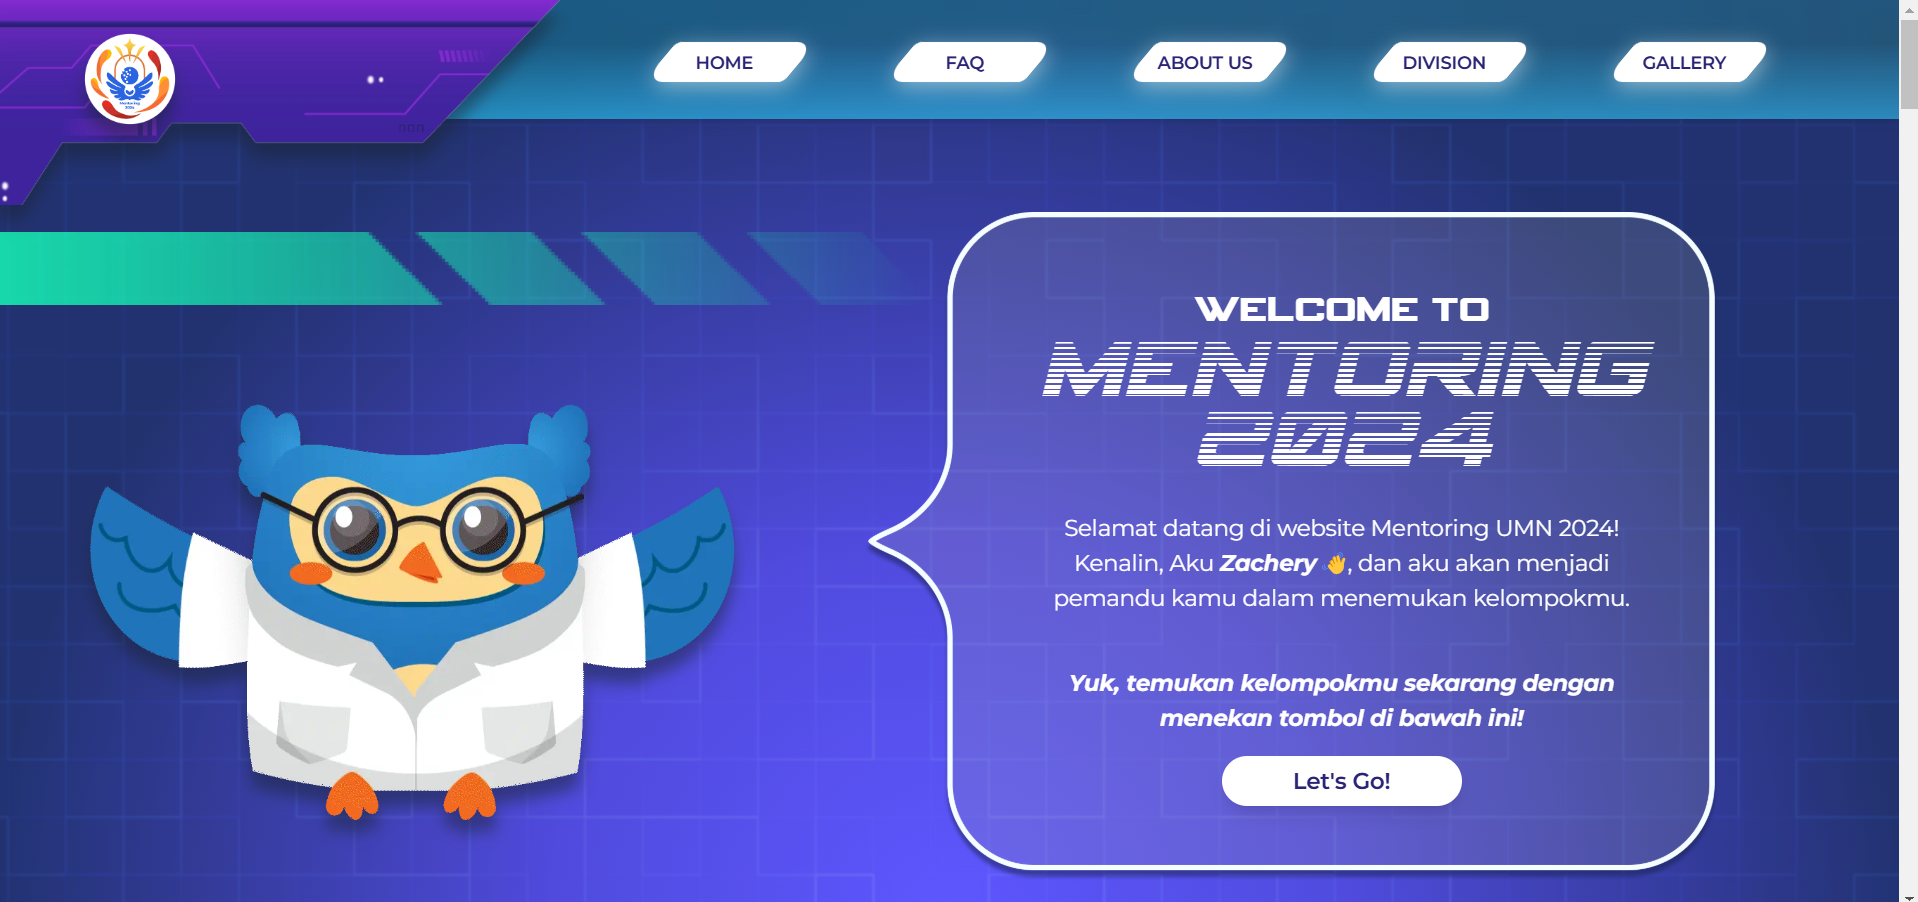 HOME
FAQ
ABOUT US
DIVISION
GALLERY
WELCOME TO
MENTORING
2024
Selamat datang di website Mentoring UMN 2024!
Kenalin, Aku Zachery 👋, dan aku akan menjadi
pemandu kamu dalam menemukan kelompokmu.
Yuk, temukan kelompokmu sekarang dengan
menekan tombol di bawah ini!
Let's Go!